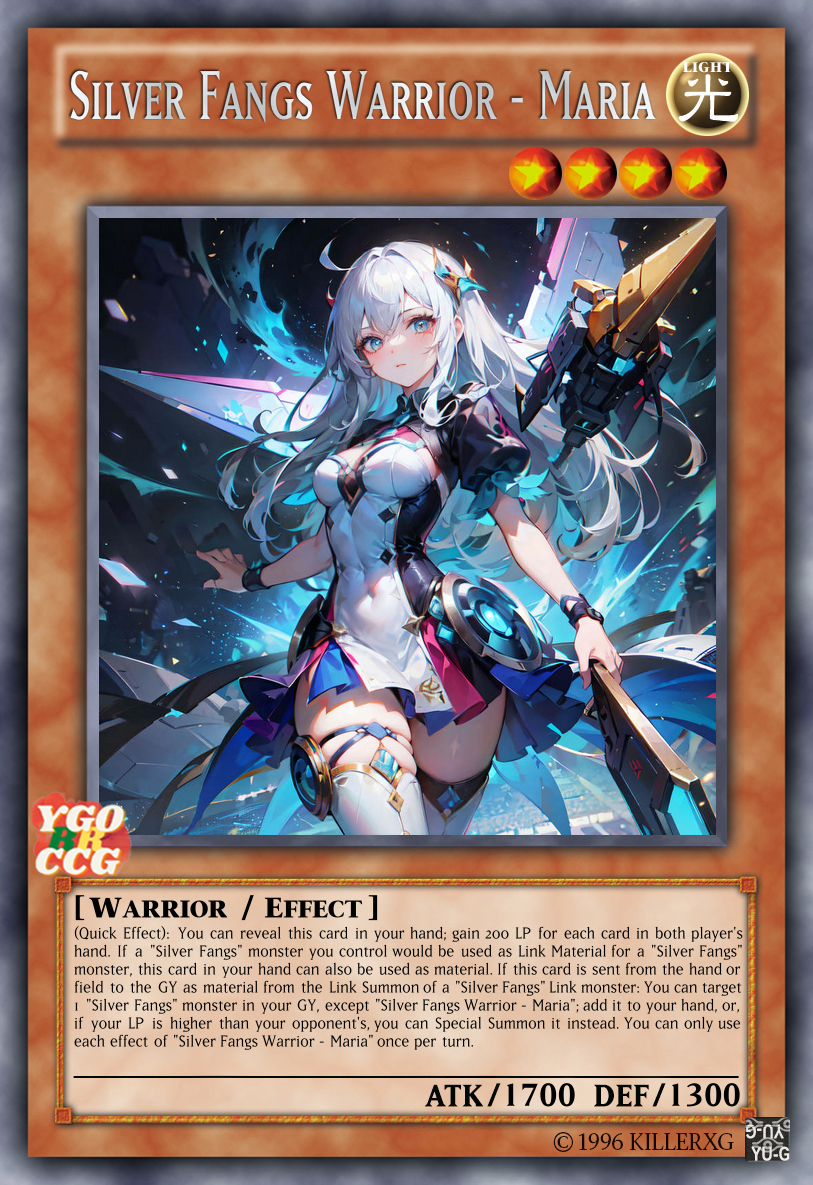 Silver Fangs Warrior - Maria
LIGHT
光
YGO
BR
CCG
[ Warrior / Effect ]
(Quick Effect): You can reveal this card in your hand; gain 200 LP for each card in both player's
hand. If a "Silver Fangs" monster you control would be used as Link Material for a "Silver Fangs"
monster, this card in your hand can also be used as material. If this card is sent from the hand or
field to the GY as material from the Link Summon of a "Silver Fangs" Link monster: You can target
1 "Silver Fangs" monster in your GY, except "Silver Fangs Warrior - Maria"; add it to your hand, or,
if your LP is higher than your opponent's, you can Special Summon it instead. You can only use
each effect of "Silver Fangs Warrior - Maria" once per turn.
ATK/1700 DEF/1300
© 1996 KILLERXG
YU-G